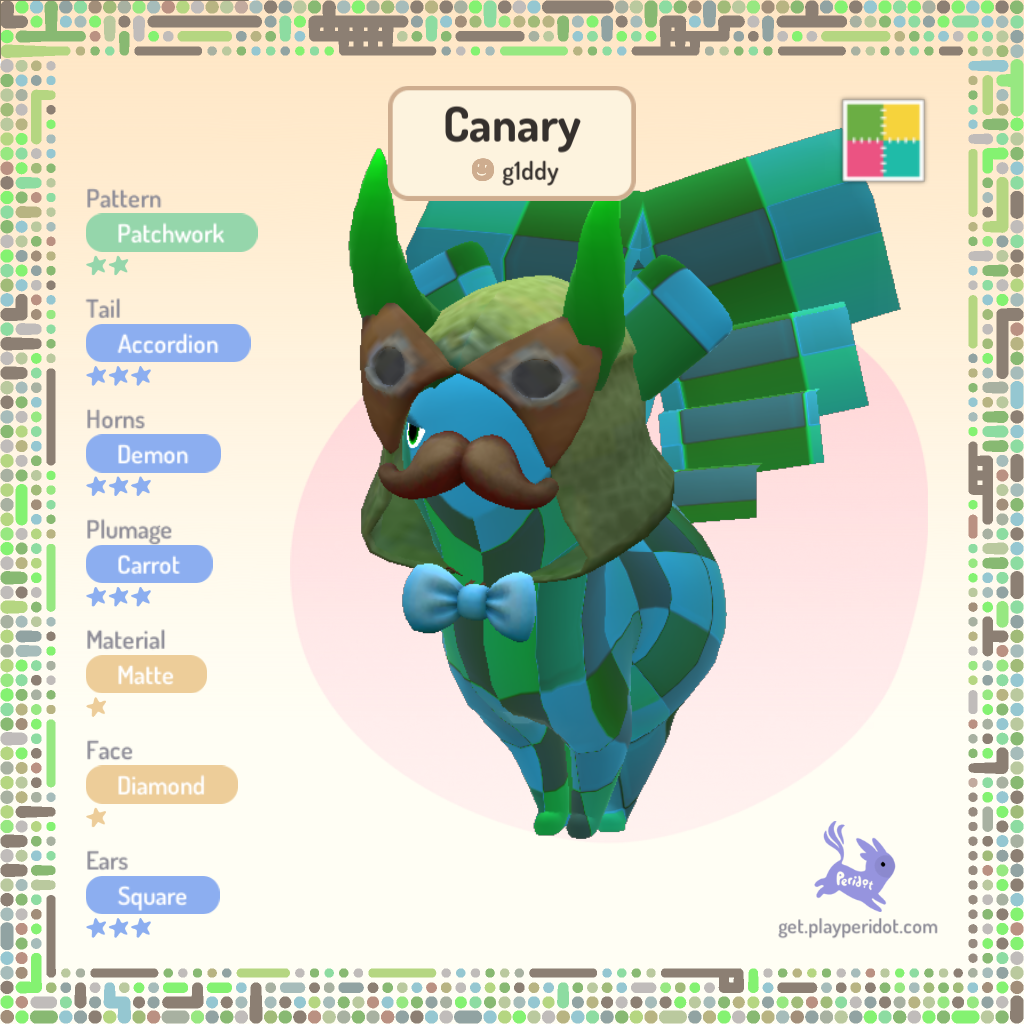 Canary
g1ddy
Pattern
Patchwork
Tail
Accordion
Horns
Demon
Plumage
Carrot
Material
Matte
Face
Diamond
Ears
Square
Peridot
get.playperidot.com